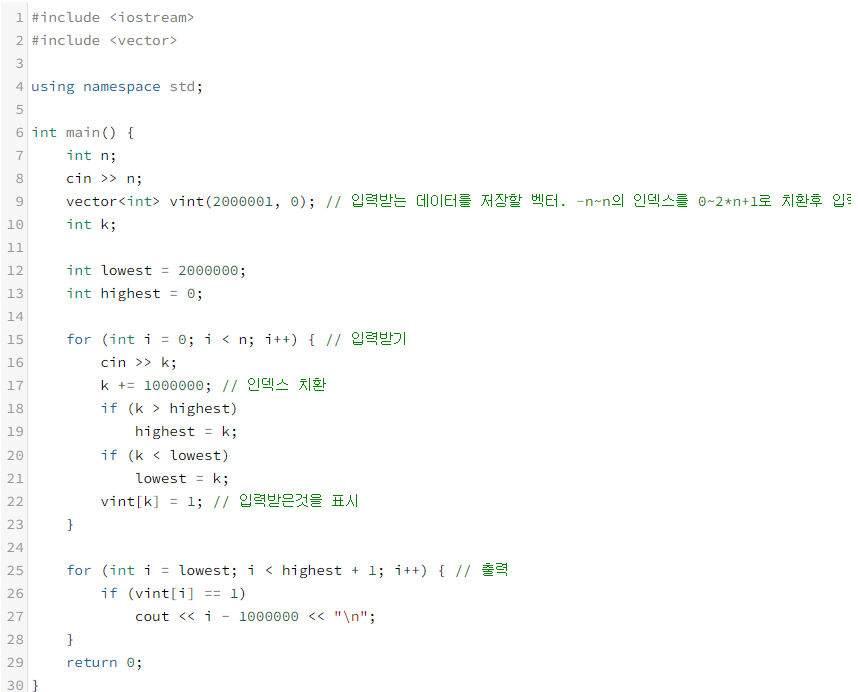 1 #include <iostream>
2 #include <vector>
3
4 using namespace std;
5
6 int main() {
7     int n;
8     cin >> n;
9     vector<int> vint(2000001, 0); // 입력받는 데이터를 저장할 벡터. -n~n의 인덱스를 0~2*n+1로 치환후
10     int k;
11
12     int lowest = 2000000;
13     int highest = 0;
14
15     for (int i = 0; i < n; i++) { // 입력받기
16         cin >> k;
17         k += 1000000; // 인덱스 치환
18         if (k > highest)
19             highest = k;
20         if (k < lowest)
21             lowest = k;
22         vint[k] = 1; // 입력받은것을 표시
23     }
24
25     for (int i = lowest; i < highest + 1; i++) { // 출력
26         if (vint[i] == 1)
27             cout << i - 1000000 << "\n";
28     }
29     return 0;
30 }